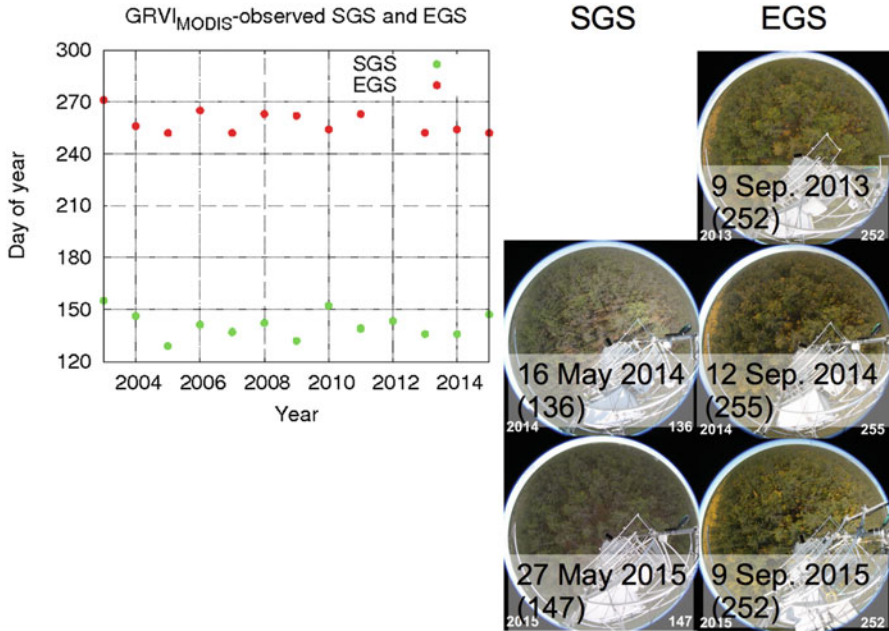 GRVIMODIS-observed SGS and EGS
SGS
EGS
300
270
240
210
180
150
120
Day of year
2004 2006 2008 2010 2012 2014
Year
SGS
EGS
9 Sep. 2013
(252)
2013 252
16 May 2014
(136)
2014 136
12 Sep. 2014
(255)
2014 255
27 May 2015
(147)
2015 147
9 Sep. 2015
(252)
2015 252